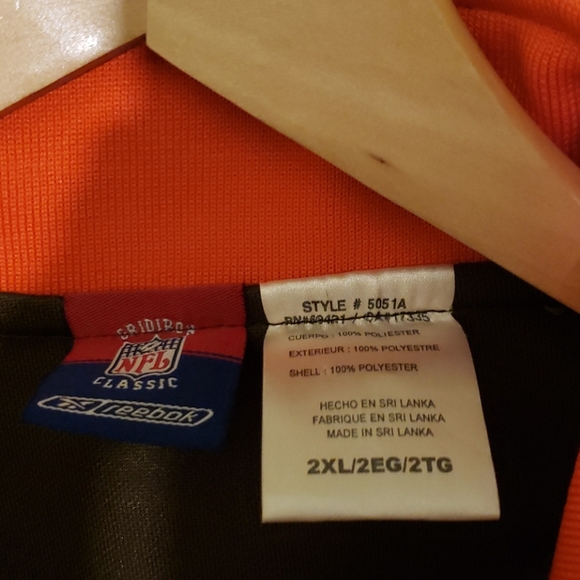 GRIDIRON
NFL
CLASSIC
reebok
STYLE # 5051A
CUERPO : 100% POLIESTER
EXTERIEUR : 100% POLYESTRE
SHELL : 100% POLYESTER
HECHO EN SRI LANKA
FABRIQUE EN SRI LANKA
MADE IN SRI LANKA
2XL/2EG/2TG